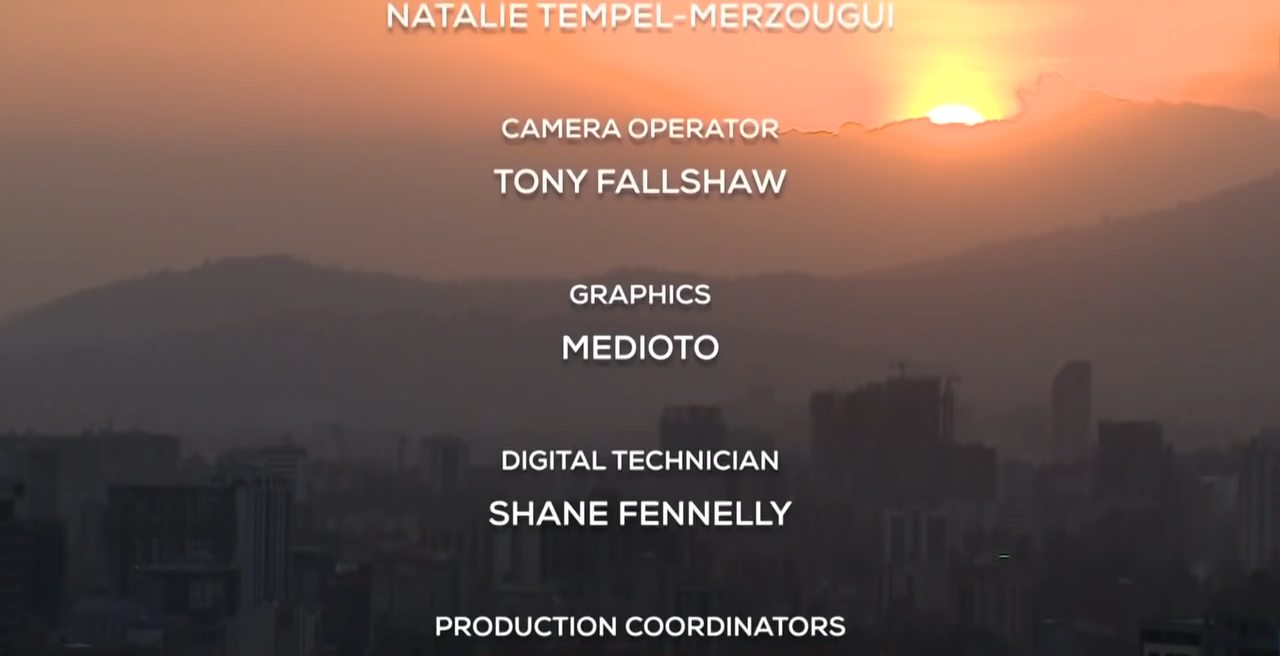 NATALIE TEMPEL-MERZOUGUI
CAMERA OPERATOR
TONY FALLSHAW
GRAPHICS
MEDIOTO
DIGITAL TECHNICIAN
SHANE FENNELLY
PRODUCTION COORDINATORS